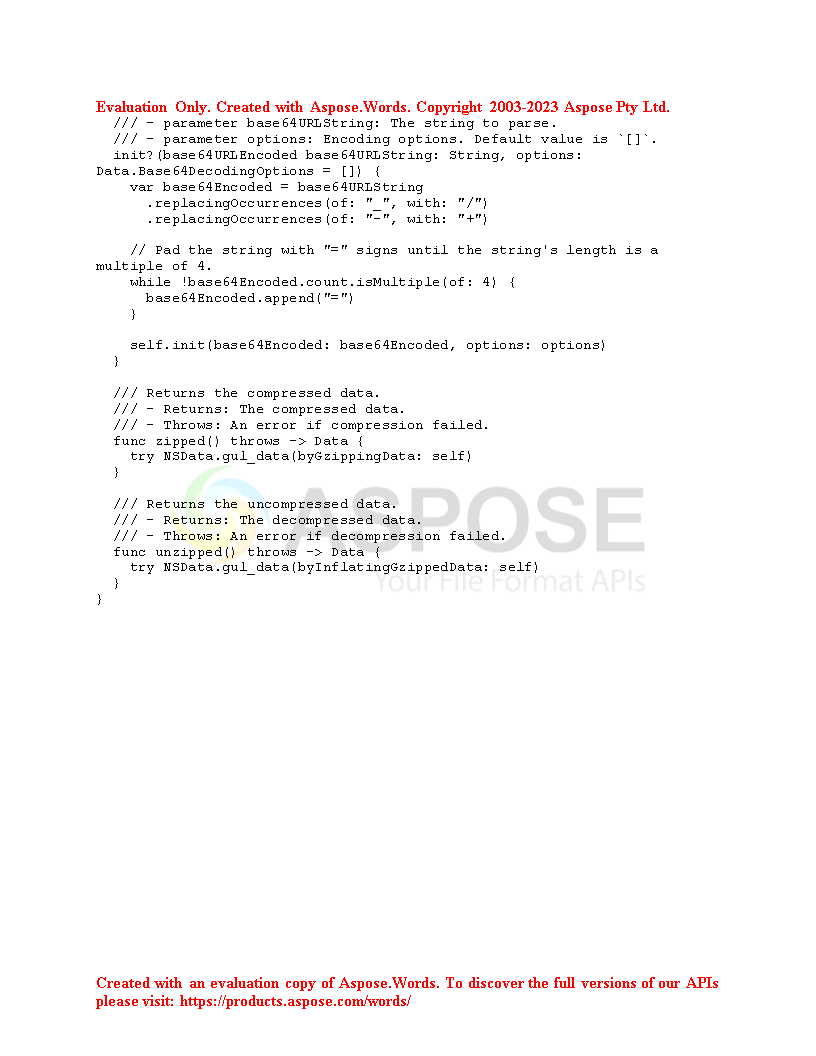 Evaluation Only. Created with Aspose.Words. Copyright 2003-2023 Aspose Pty Ltd.
/// - parameter base64URLString: The string to parse.
/// - parameter options: Encoding options. Default value is `[]`.
init?(base64URLEncoded base64URLString: String, options:
Data.Base64DecodingOptions = []) {
var base64Encoded = base64URLString
.replacingOccurrences(of: "_", with: "/")
.replacingOccurrences(of: "-", with: "+")
// Pad the string with "=" signs until the string's length is a
multiple of 4.
while !base64Encoded.count.isMultiple(of: 4) {
base64Encoded.append("=")
}
self.init(base64Encoded: base64Encoded, options: options)
}
/// Returns the compressed data.
/// - Returns: The compressed data.
/// - Throws: An error if compression failed.
func zipped() throws -> Data {
try NSData.gul_data(byGzippingData: self)
}
/// Returns the uncompressed data.
/// - Returns: The decompressed data.
/// - Throws: An error if decompression failed.
func unzipped() throws -> Data {
try NSData.gul_data(byInflatingGzippedData: self)
}
}
ASPOSE
Your File Format APIs
Created with an evaluation copy of Aspose.Words. To discover the full versions of our APIs
please visit: https://products.aspose.com/words/